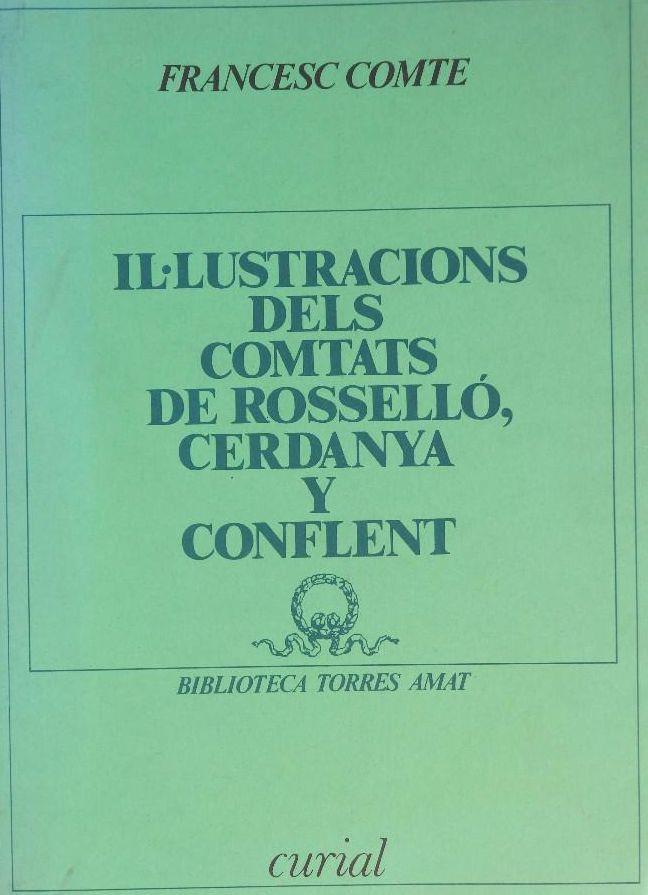 FRANCESC COMTE
IL·LUSTRACIONS
DELS
COMTATS
DE ROSSELLÓ,
CERDANYA
Y
CONFLENT
BIBLIOTECA TORRES AMAT
curial